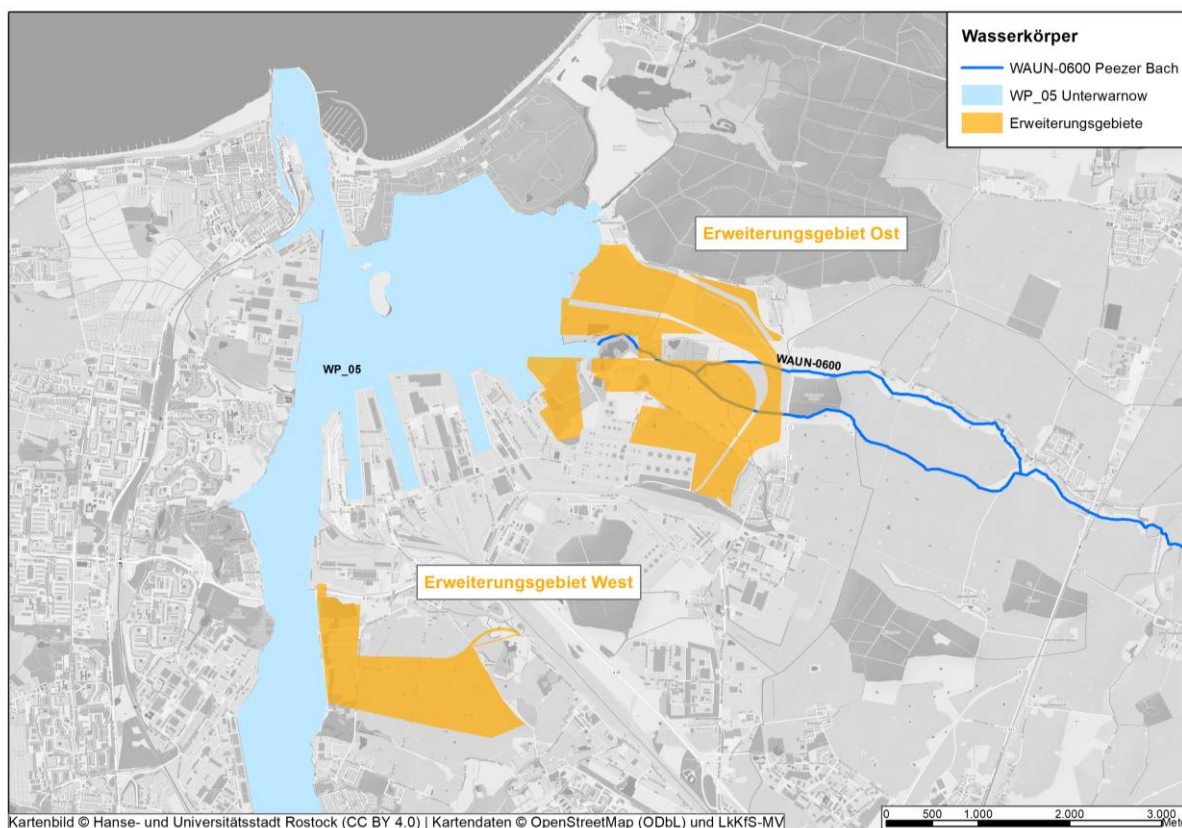 Wasserkörper
WAUN-0600 Peezer Bach
WP_05 Unterwarnow
Erweiterungsgebiete
Erweiterungsgebiet Ost
WAUN-0600
WP_05
Erweiterungsgebiet West
0 500 1.000 2.000 3.000
Mete
Kartenbild © Hanse- und Universitätsstadt Rostock (CC BY 4.0) | Kartendaten © OpenStreetMap (ODbL) und LkKfS-MV